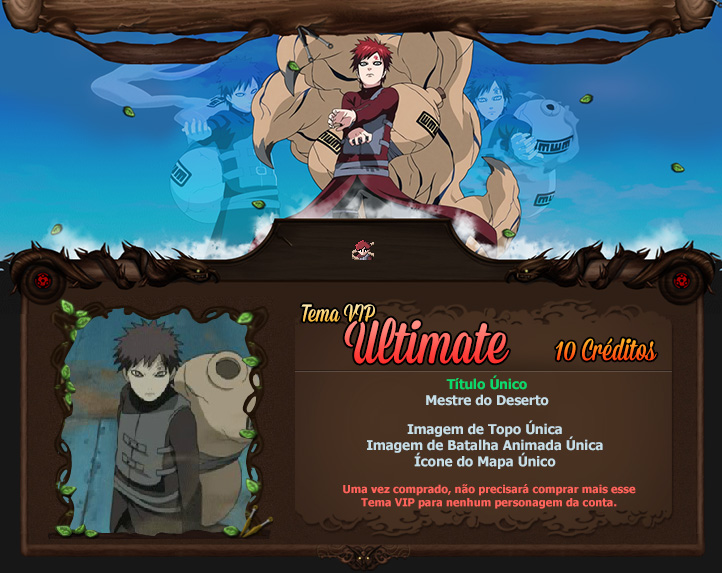 Tema VIP
Ultimate
10 Créditos
Título Único
Mestre do Deserto
Imagem de Topo Única
Imagem de Batalha Animada Única
Ícone do Mapa Único
Uma vez comprado, não precisará comprar mais esse
Tema VIP para nenhum personagem da conta.